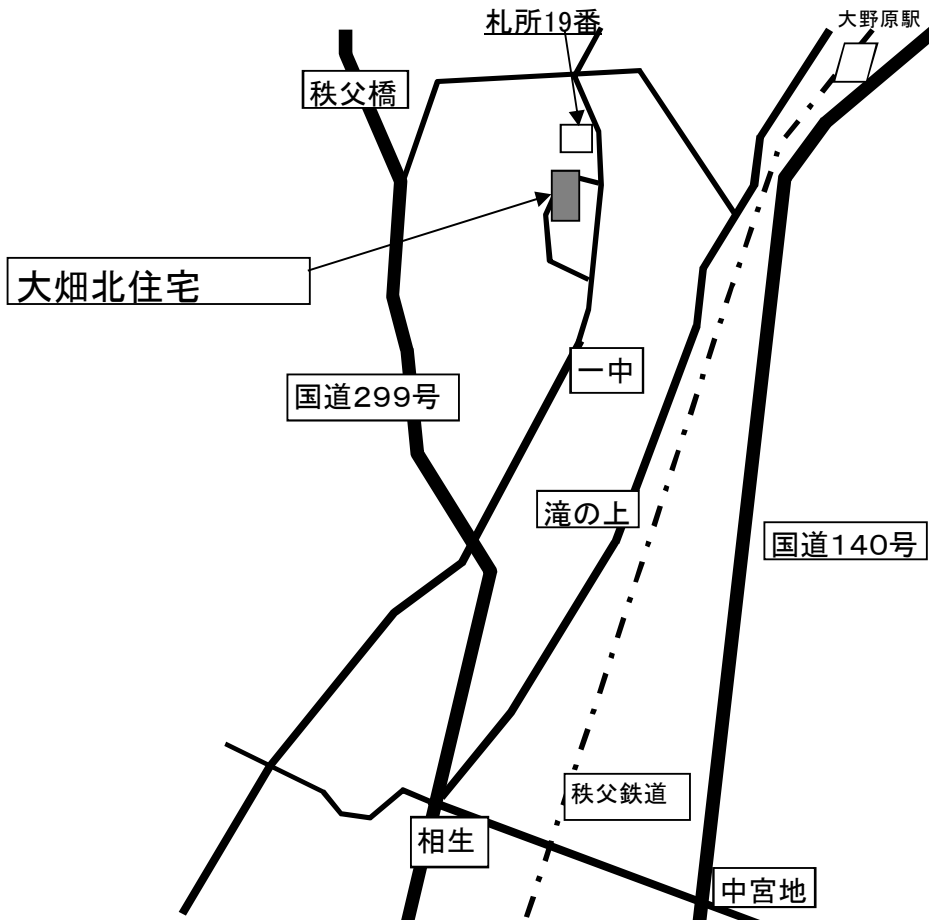 大野原駅
札所19番
秩父橋
大畑北住宅
一中
国道299号
滝の上
国道140号
秩父鉄道
相生
中宮地